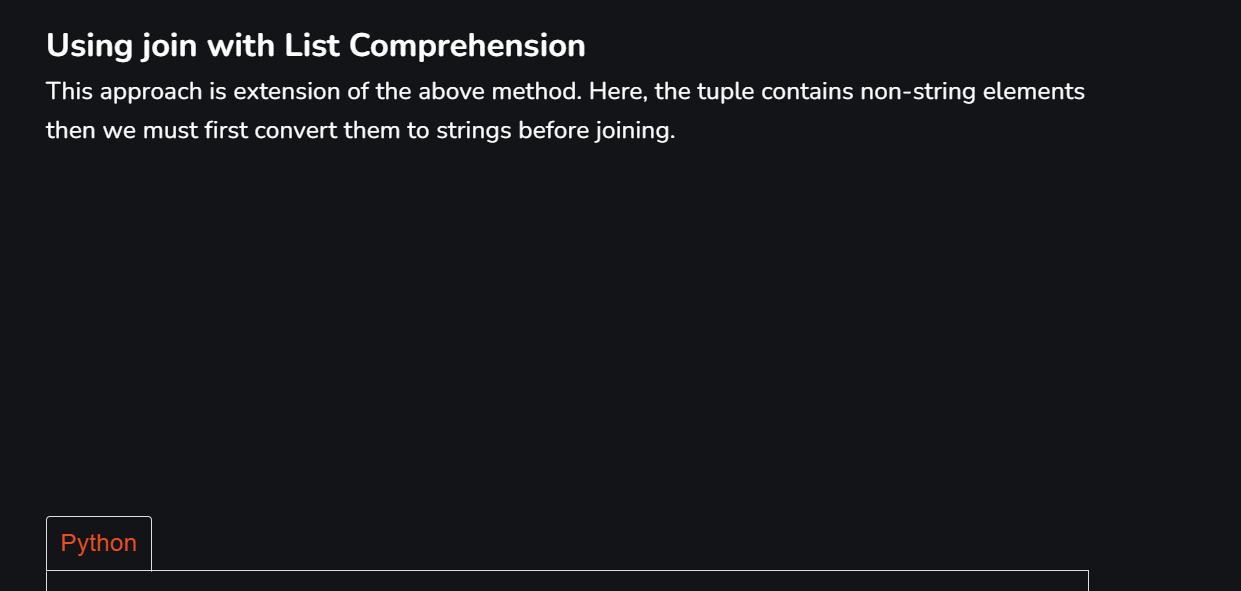 Using join with List Comprehension
This approach is extension of the above method. Here, the tuple contains non-string elements
then we must first convert them to strings before joining.
Python